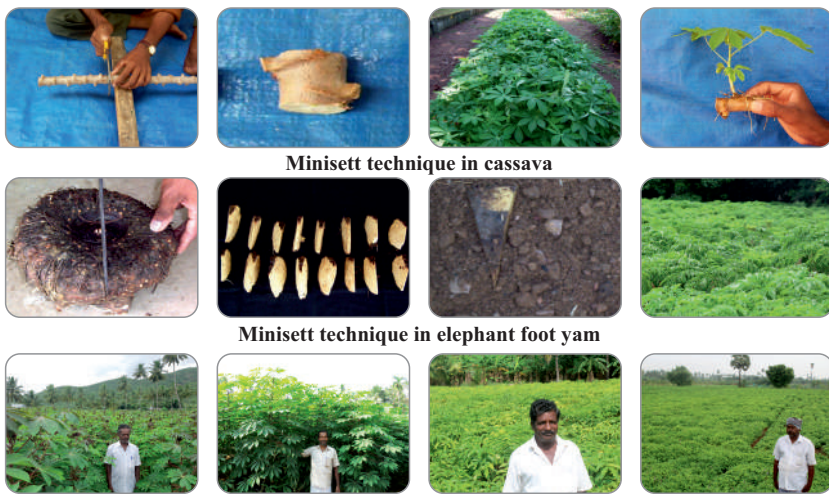 Minisett technique in cassava
Minisett technique in elephant foot yam